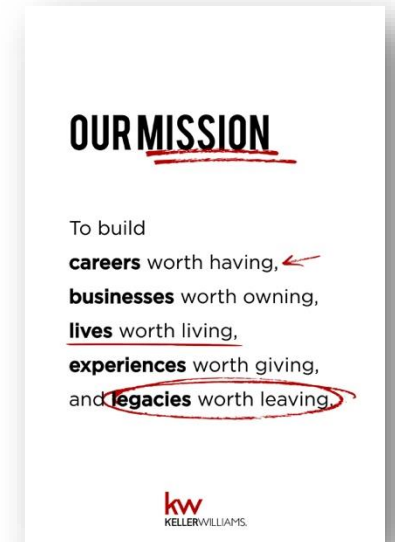 OUR MISSION
To build
careers worth having,
businesses worth owning,
lives worth living,
experiences worth giving,
and legacies worth leaving.
kw
KELLERWILLIAMS.